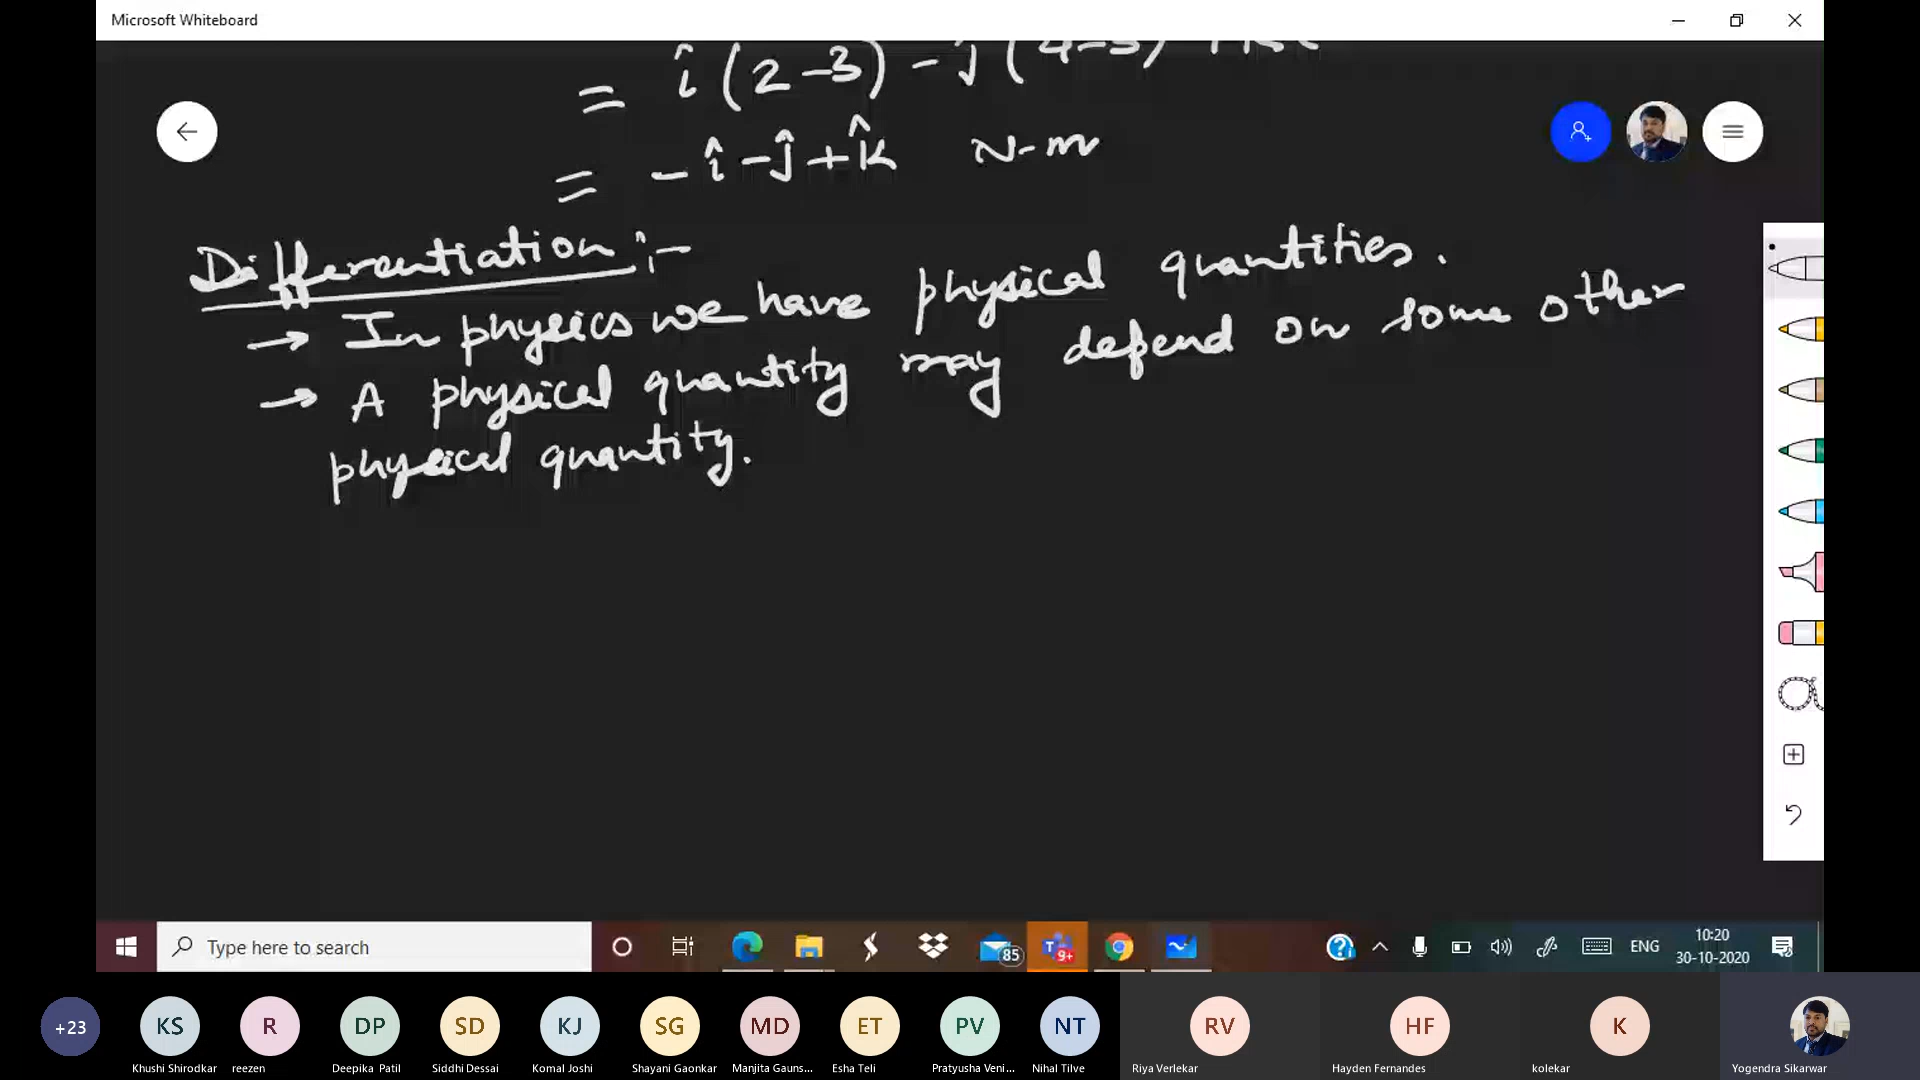 Microsoft Whiteboard
= î (2-3) - ĵ (4-3)
= -î -ĵ +k̂ N-m
Differentiation :-
→ In physics we have physical quantities.
→ A physical quantity may depend on some other
physical quantity.
Type here to search
85
9+
ENG
10:20
30-10-2020
+23
KS
R
DP
SD
KJ
SG
MD
ET
PV
NT
RV
HF
K
Khushi Shirodkar
reezen
Deepika Patil
Siddhi Dessai
Komal Joshi
Shayani Gaonkar
Manjita Gauns...
Esha Teli
Pratyusha Veni...
Nihal Tilve
Riya Verlekar
Hayden Fernandes
kolekar
Yogendra Sikarwar